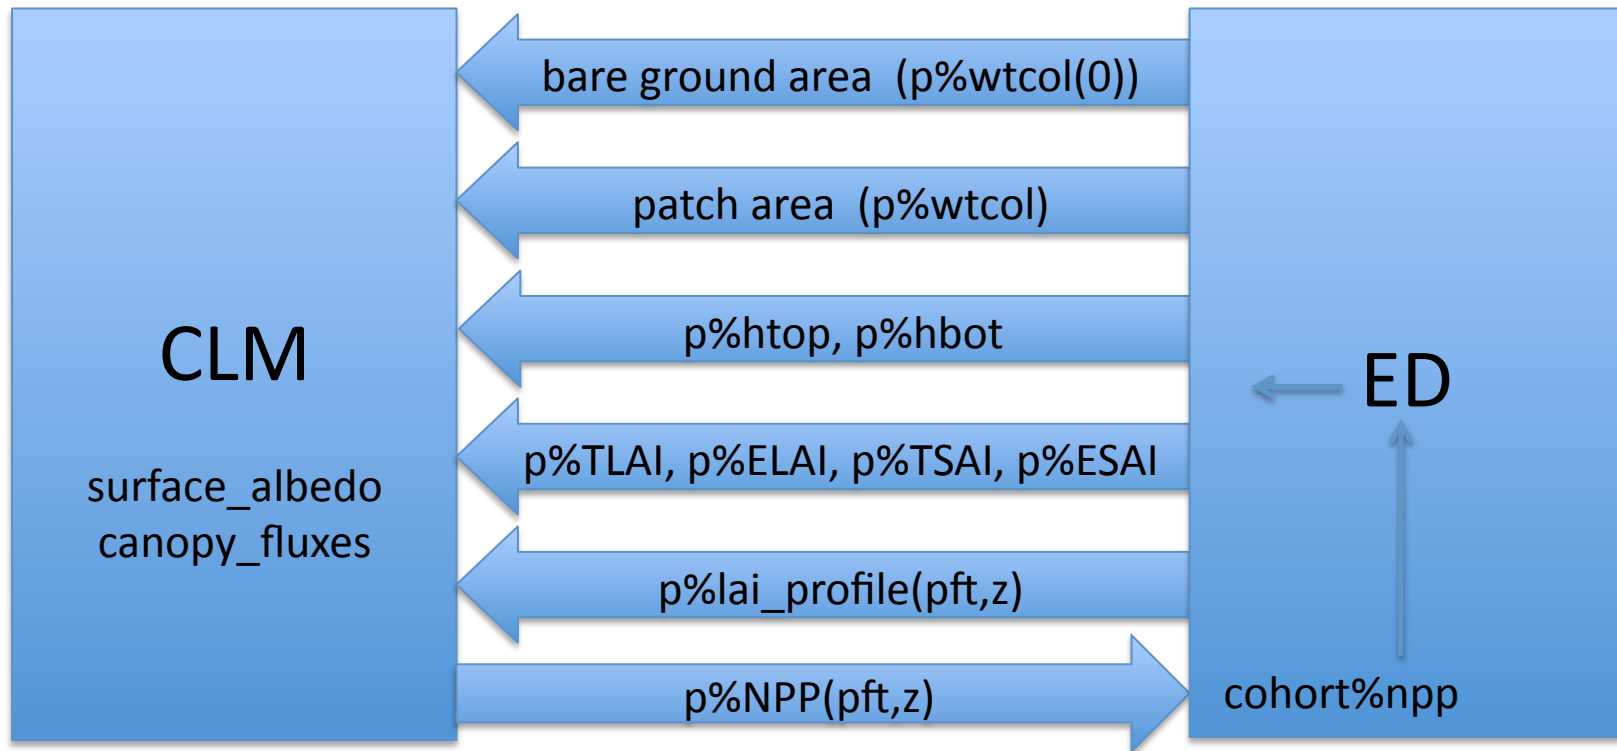 CLM
surface_albedo
canopy_fluxes
bare ground area  (p%wtcol(0))
patch area  (p%wtcol)
p%htop, p%hbot
p%TLAI, p%ELAI, p%TSAI, p%ESAI
p%lai_profile(pft,z)
p%NPP(pft,z)
ED
cohort%npp